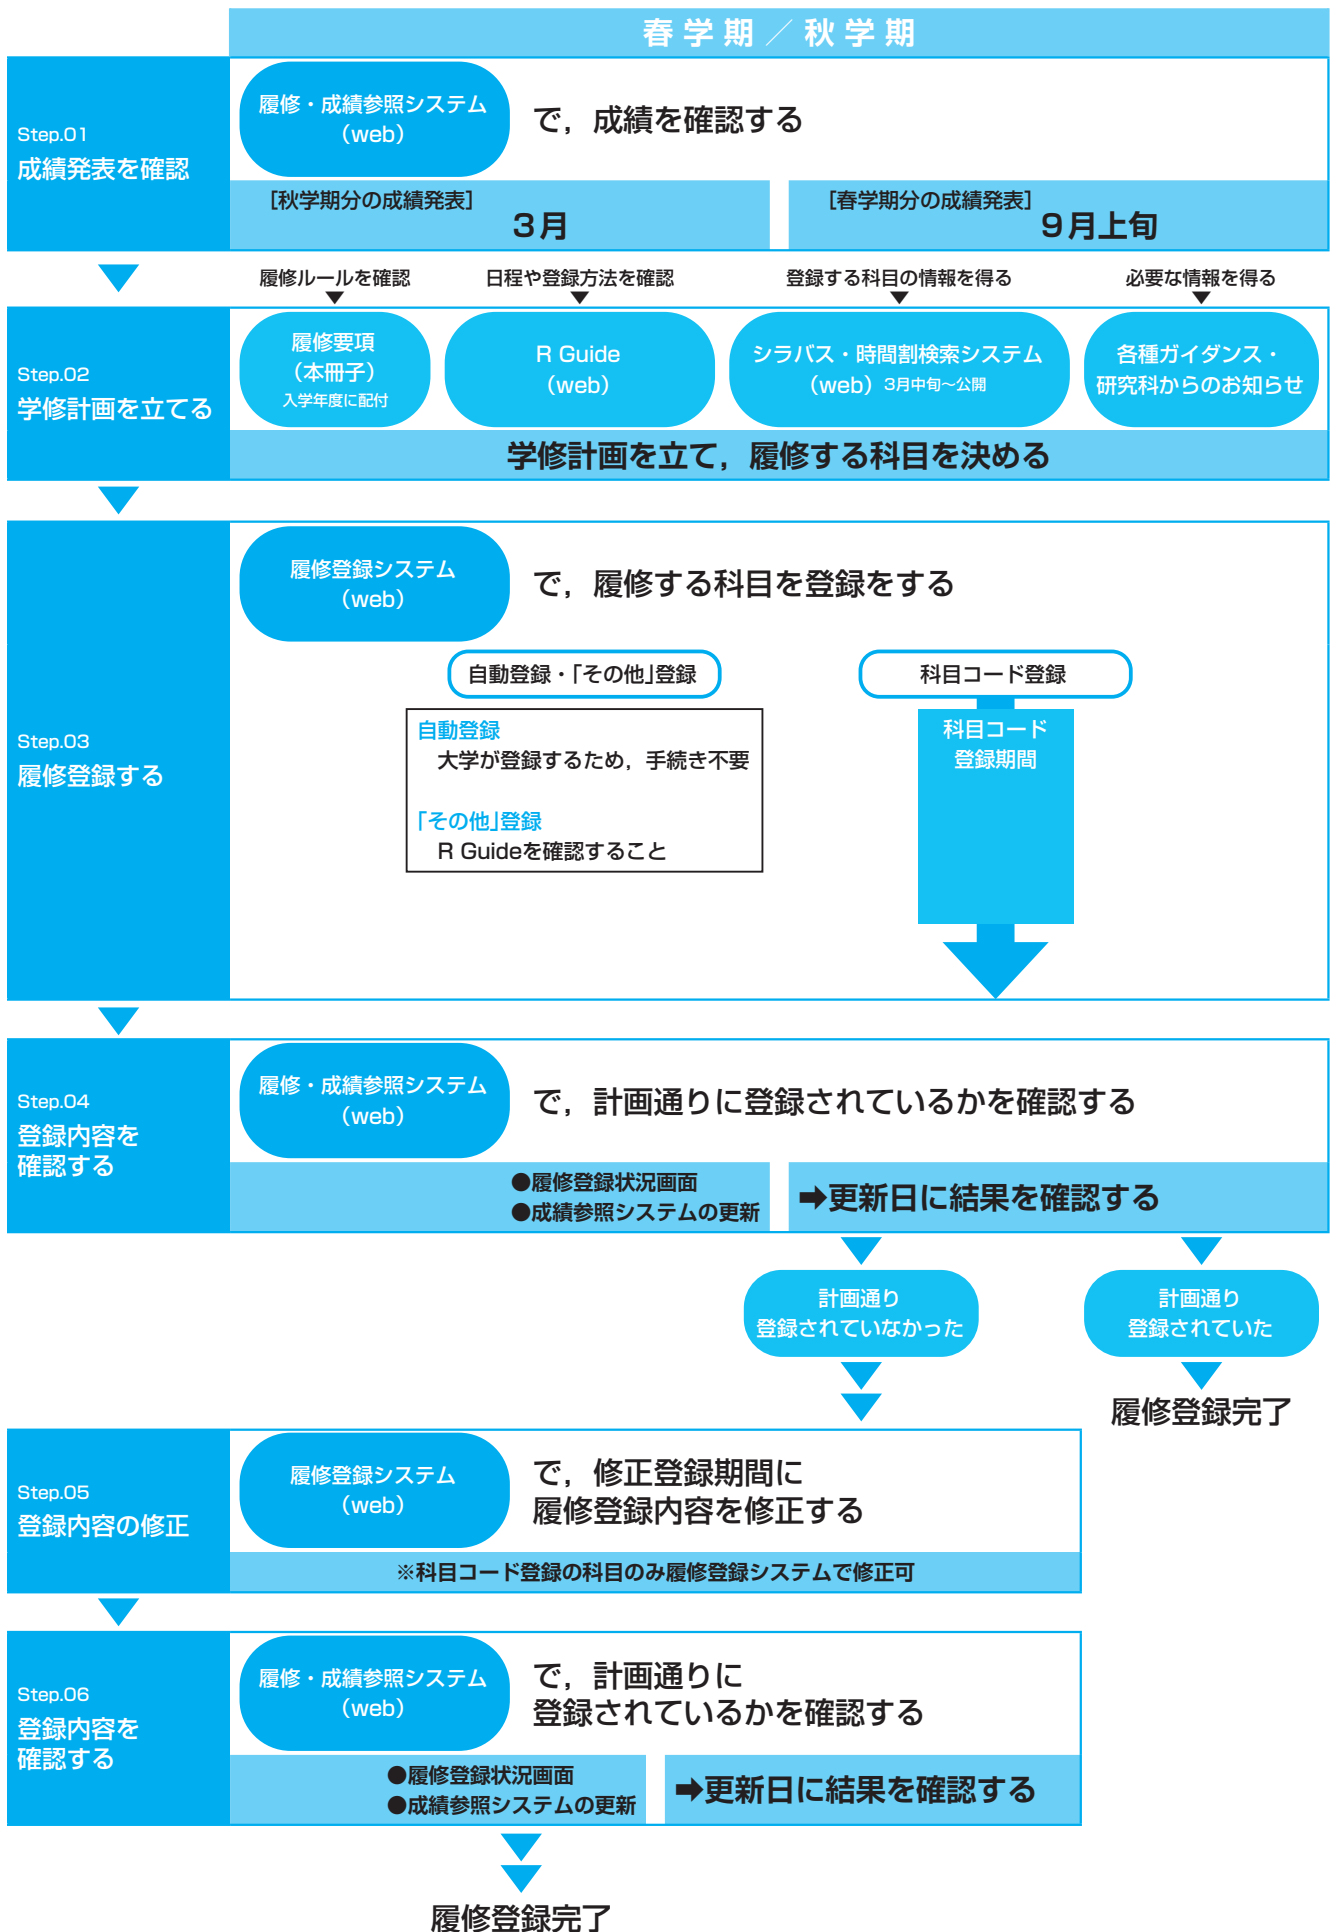 春学期／秋学期
Step.01
成績発表を確認
履修・成績参照システム
（web）
で，成績を確認する
［秋学期分の成績発表］
3月
［春学期分の成績発表］
9月上旬
履修ルールを確認
日程や登録方法を確認
登録する科目の情報を得る
必要な情報を得る
Step.02
学修計画を立てる
履修要項
（本冊子）
入学年度に配付
R Guide
（web）
シラバス・時間割検索システム
（web）3月中旬〜公開
各種ガイダンス・
研究科からのお知らせ
学修計画を立て，履修する科目を決める
Step.03
履修登録する
履修登録システム
（web）
で，履修する科目を登録をする
自動登録・「その他」登録
自動登録
大学が登録するため，手続き不要
「その他」登録
R Guideを確認すること
科目コード登録
科目コード
登録期間
Step.04
登録内容を
確認する
履修・成績参照システム
（web）
で，計画通りに登録されているかを確認する
●履修登録状況画面
●成績参照システムの更新
➡更新日に結果を確認する
計画通り
登録されていなかった
計画通り
登録されていた
履修登録完了
Step.05
登録内容の修正
履修登録システム
（web）
で，修正登録期間に
履修登録内容を修正する
※科目コード登録の科目のみ履修登録システムで修正可
Step.06
登録内容を
確認する
履修・成績参照システム
（web）
で，計画通りに
登録されているかを確認する
●履修登録状況画面
●成績参照システムの更新
➡更新日に結果を確認する
履修登録完了